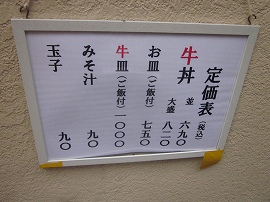 定価表(税込)
牛丼 並 六九〇
大盛 八二〇
お皿(ご飯付) 七五〇
牛皿(ご飯付) 一〇〇〇
みそ汁 九〇
玉子 九〇